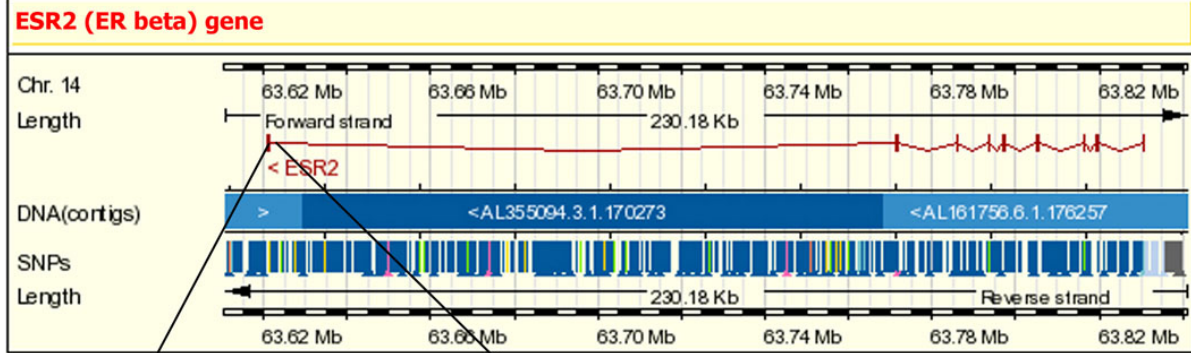 ESR2 (ER beta) gene
Chr. 14
63.62 Mb 63.66 Mb 63.70 Mb 63.74 Mb 63.78 Mb 63.82 Mb
Length Forward strand 230.18 Kb
< ESR2
DNA(contigs) > <AL355094.3.1.170273 <AL161756.6.1.176257
SNPs
Length 230.18 Kb Reverse strand
63.62 Mb 63.66 Mb 63.70 Mb 63.74 Mb 63.78 Mb 63.82 Mb